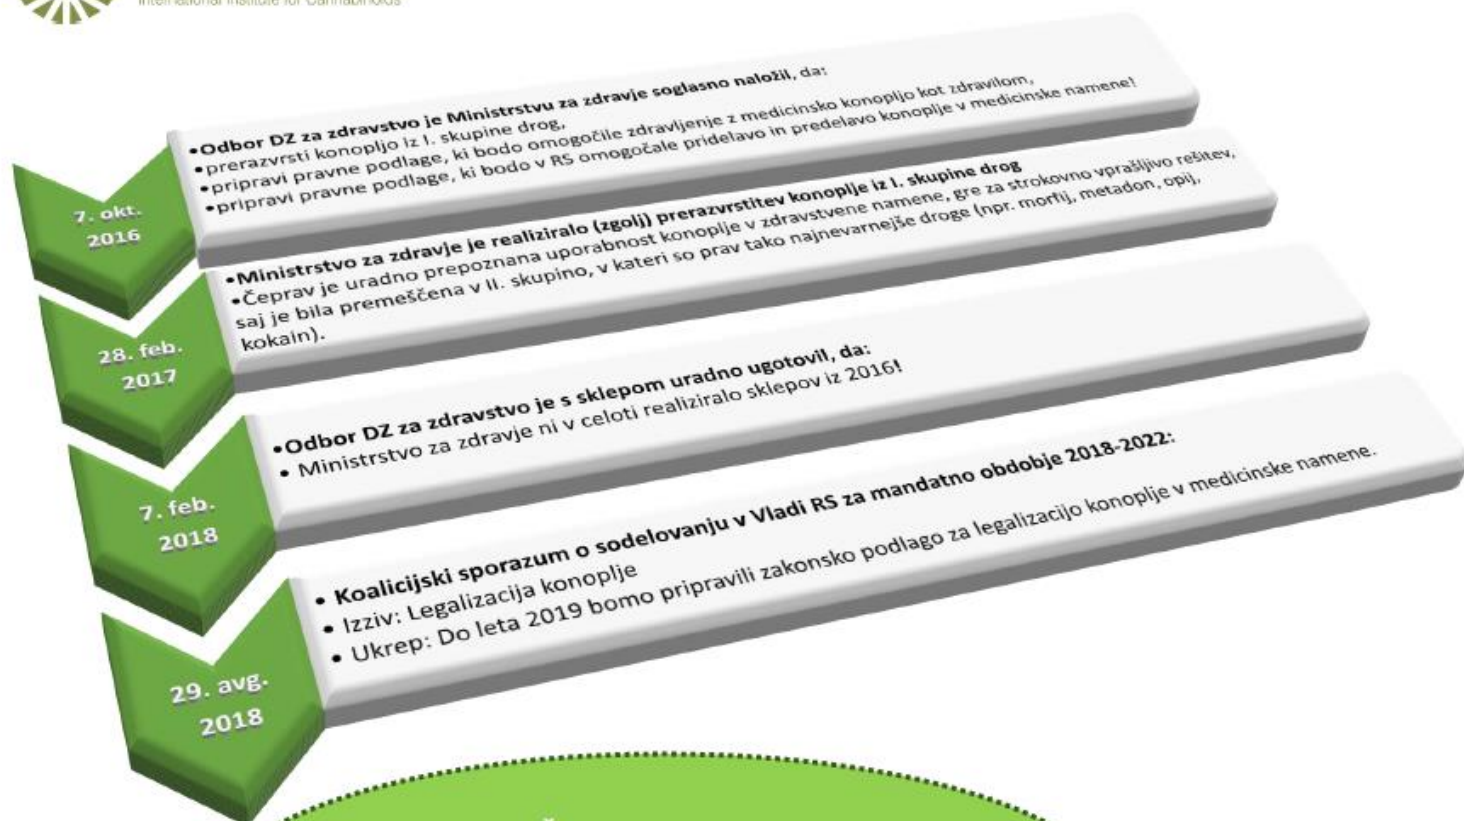 International Institute for Cannabinoids
7. okt.
2016
•Odbor DZ za zdravstvo je Ministrstvu za zdravje soglasno naložil, da:
•prerazvrsti konopljo iz I. skupine drog,
•pripravi pravne podlage, ki bodo omogočile zdravljenje z medicinsko konopljo kot zdravilom,
•pripravi pravne podlage, ki bodo v RS omogočale pridelavo in predelavo konoplje v medicinske namene!
28. feb.
2017
•Ministrstvo za zdravje je realiziralo (zgolj) prerazvrstitev konoplje iz I. skupine drog
•Čeprav je uradno prepoznana uporabnost konoplje v zdravstvene namene, gre za strokovno vprašljivo rešitev,
saj je bila premeščena v II. skupino, v kateri so prav tako najnevarnejše droge (npr. morfij, metadon, opij,
kokain).
7. feb.
2018
•Odbor DZ za zdravstvo je s sklepom uradno ugotovil, da:
• Ministrstvo za zdravje ni v celoti realiziralo sklepov iz 2016!
29. avg.
2018
• Koalicijski sporazum o sodelovanju v Vladi RS za mandatno obdobje 2018-2022:
• Izziv: Legalizacija konoplje
• Ukrep: Do leta 2019 bomo pripravili zakonsko podlago za legalizacijo konoplje v medicinske namene.